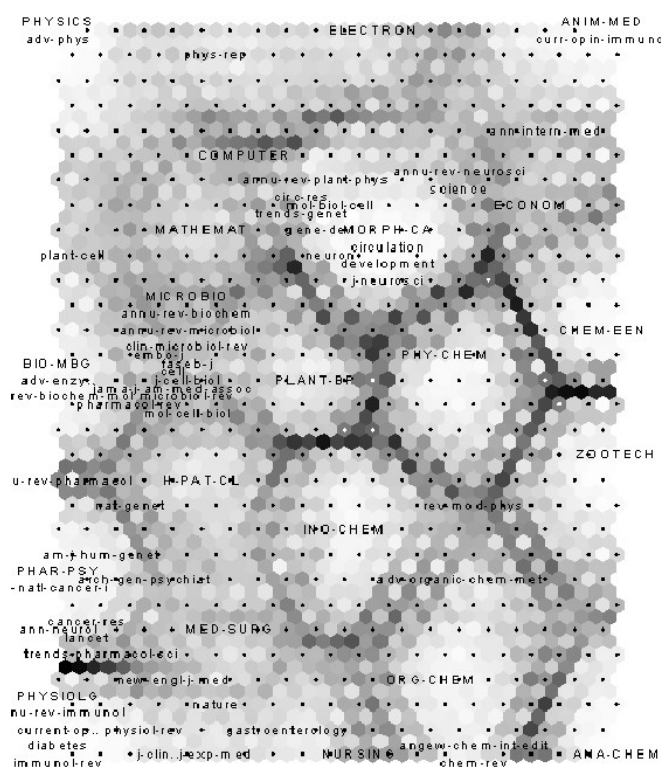 PHYSICS
ANIM-MED
adv-phys
ELECTRON
curr-opin-immuno
phys-rep
ann-intern-med
COMPUTER
annu-rev-neurosci
annu-rev-plant-phys
science
circ-res
mol-biol-cell
ECONOM
trends-genet
MATHEMAT
gene-dev
MORPH-CA
circulation
plant-cell
neuron
development
j-neurosci
MICROBIO
annu-rev-biochem
annu-rev-microbiol
CHEM-EEN
clin-microbiol-rev
embo-j
PHY-CHEM
BIO-MBG
faseb-j
cell
adv-enzy..
j-cell-biol
PLANT-BP
jama-j-am-med-assoc
rev-biochem-mol
microbiol-rev
pharmacol-rev
mol-cell-biol
ZOOTECH
u-rev-pharmacol
H-PAT-CL
nat-genet
rev-mod-phys
INO-CHEM
am-j-hum-genet
PHAR-PSY
arch-gen-psychiat
adv-organic-chem-met
-natl-cancer-i
cancer-res
ann-neurol
MED-SURG
lancet
trends-pharmacol-sci
new-engl-j-med
ORG-CHEM
PHYSIOLG
nature
nu-rev-immunol
current-op..
physiol-rev
gastroenterology
diabetes
angew-chem-int-edit
immunol-rev
j-clin..
j-exp-med
NURSING
chem-rev
ANA-CHEM